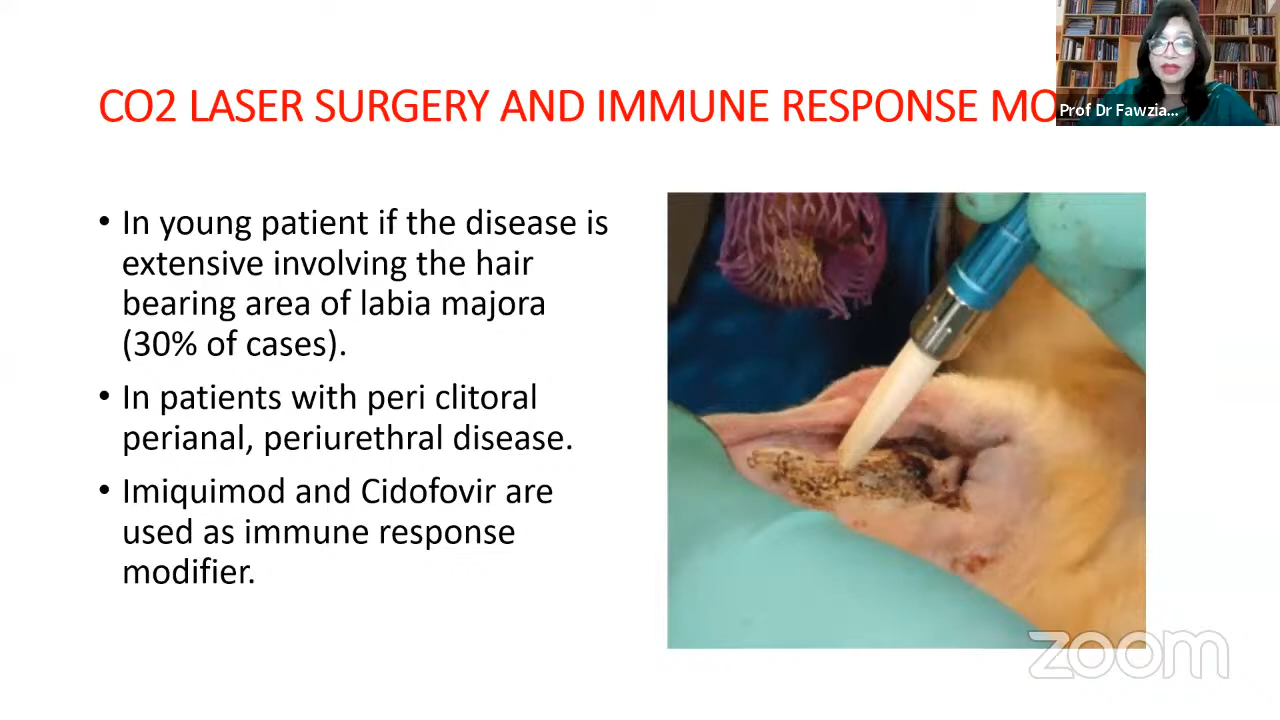 CO2 LASER SURGERY AND IMMUNE RESPONSE MO
Prof Dr Fawzia...
• In young patient if the disease is
extensive involving the hair
bearing area of labia majora
(30% of cases).
• In patients with peri clitoral
perianal, periurethral disease.
• Imiquimod and Cidofovir are
used as immune response
modifier.
zoom